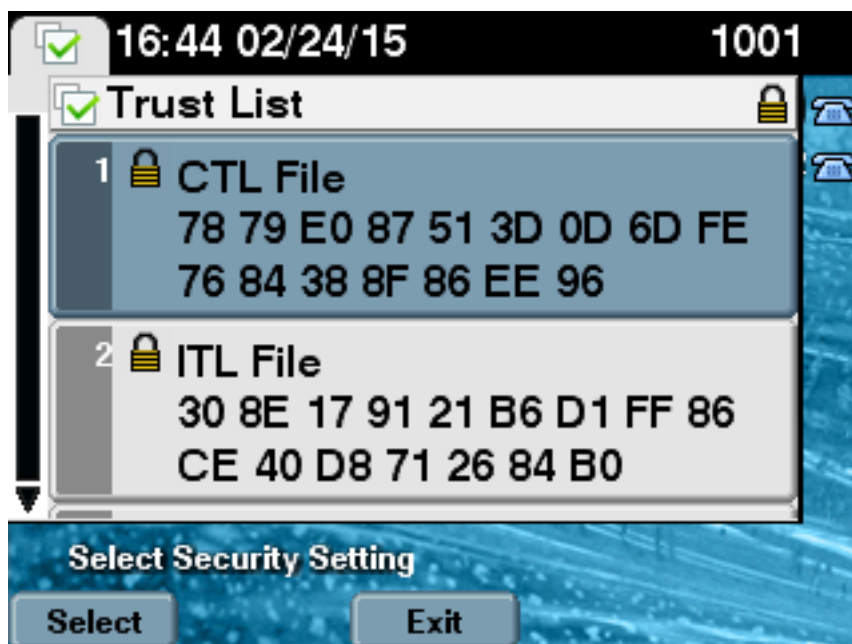 16:44 02/24/15 1001
Trust List
1 CTL File
78 79 E0 87 51 3D 0D 6D FE
76 84 38 8F 86 EE 96
2 ITL File
30 8E 17 91 21 B6 D1 FF 86
CE 40 D8 71 26 84 B0
Select Security Setting
Select Exit